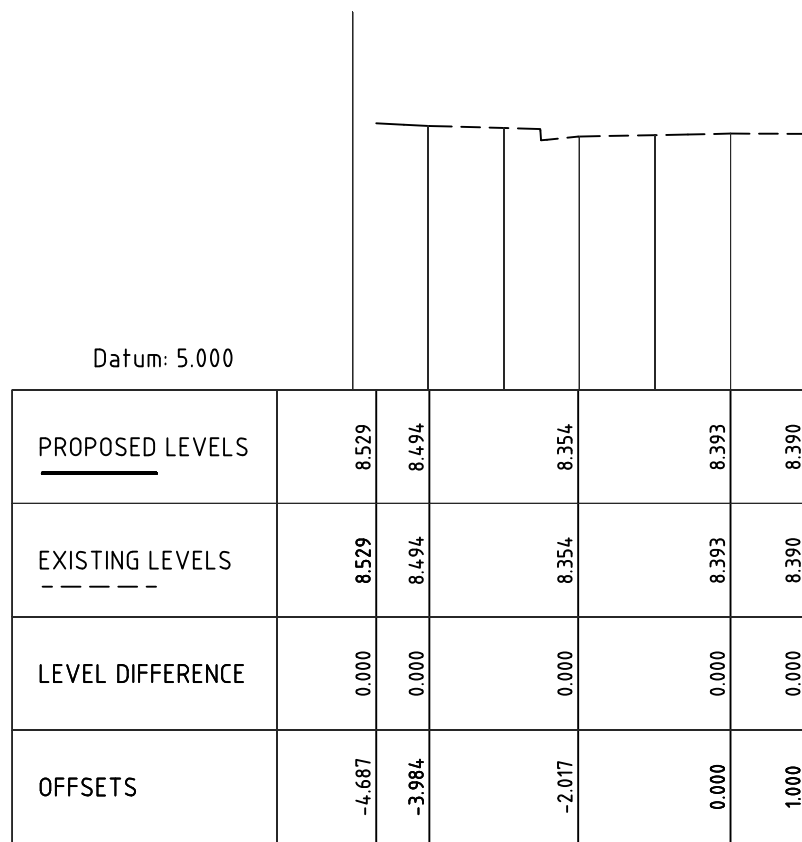 Datum: 5.000
PROPOSED LEVELS 8.529 8.494 8.354 8.393 8.390
EXISTING LEVELS 8.529 8.494 8.354 8.393 8.390
LEVEL DIFFERENCE 0.000 0.000 0.000 0.000 0.000
OFFSETS -4.687 -3.984 -2.017 0.000 1.000